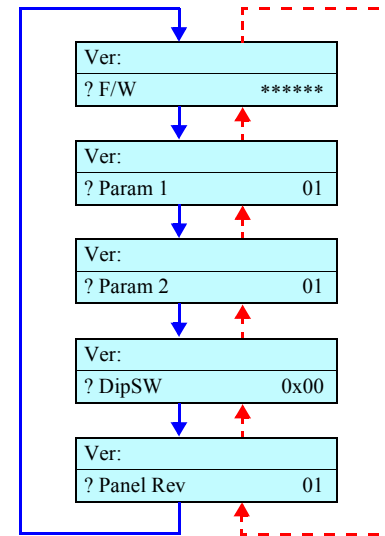 Ver:
? F/W ******
Ver:
? Param 1 01
Ver:
? Param 2 01
Ver:
? DipSW 0x00
Ver:
? Panel Rev 01